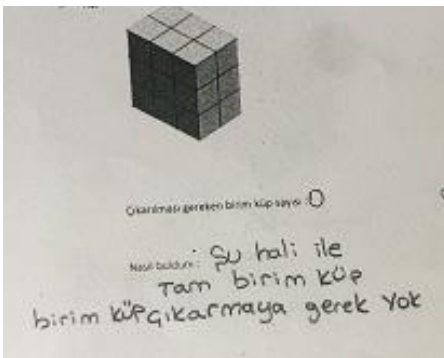 Çıkarılması gereken birim küp sayısı: 0
Nasıl buldun: Şu hali ile
Tam birim küp
birim küp çıkarmaya gerek yok